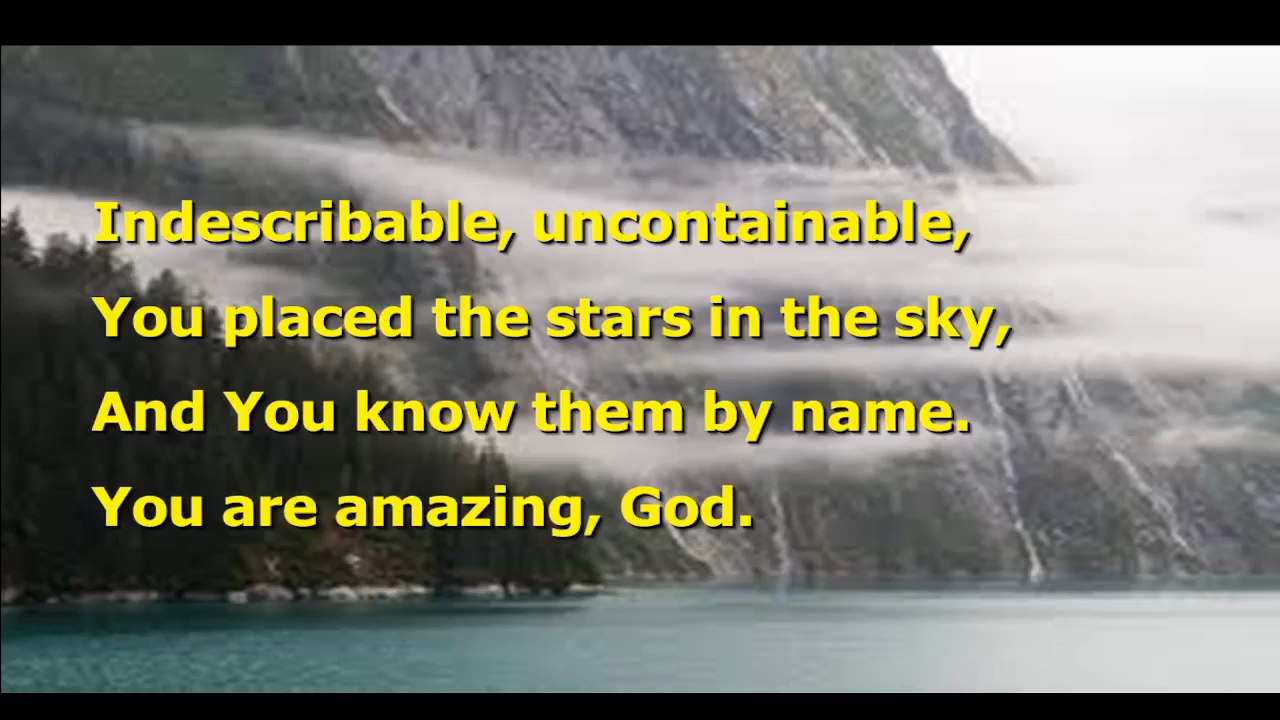 Indescribable, uncontainable,
You placed the stars in the sky,
And You know them by name.
You are amazing, God.